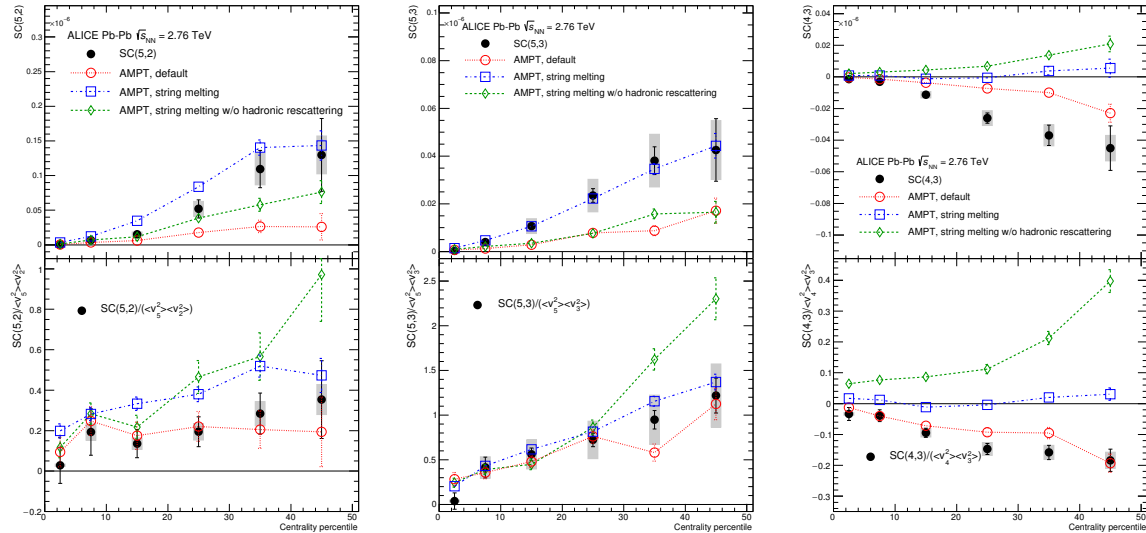 SC(5,2)
×10⁻⁶
ALICE Pb-Pb √s_NN = 2.76 TeV
SC(5,2)
AMPT, default
AMPT, string melting
AMPT, string melting w/o hadronic rescattering
0.3
0.25
0.2
0.15
0.1
0.05
0
SC(5,2)/<v₅²><v₂²>
SC(5,2)/(<v₅²><v₂²>)
1
0.8
0.6
0.4
0.2
0
−0.2
0 10 20 30 40 50
Centrality percentile
SC(5,3)
×10⁻⁶
ALICE Pb-Pb √s_NN = 2.76 TeV
SC(5,3)
AMPT, default
AMPT, string melting
AMPT, string melting w/o hadronic rescattering
0.1
0.08
0.06
0.04
0.02
0
SC(5,3)/<v₅²><v₃²>
SC(5,3)/(<v₅²><v₃²>)
2.5
2
1.5
1
0.5
0
0 10 20 30 40 50
Centrality percentile
SC(4,3)
×10⁻⁶
0.04
0.02
0
−0.02
−0.04
−0.06
−0.08
−0.1
ALICE Pb-Pb √s_NN = 2.76 TeV
SC(4,3)
AMPT, default
AMPT, string melting
AMPT, string melting w/o hadronic rescattering
SC(4,3)/<v₄²><v₃²>
0.4
0.3
0.2
0.1
0
−0.1
−0.2
−0.3
SC(4,3)/(<v₄²><v₃²>)
0 10 20 30 40 50
Centrality percentile